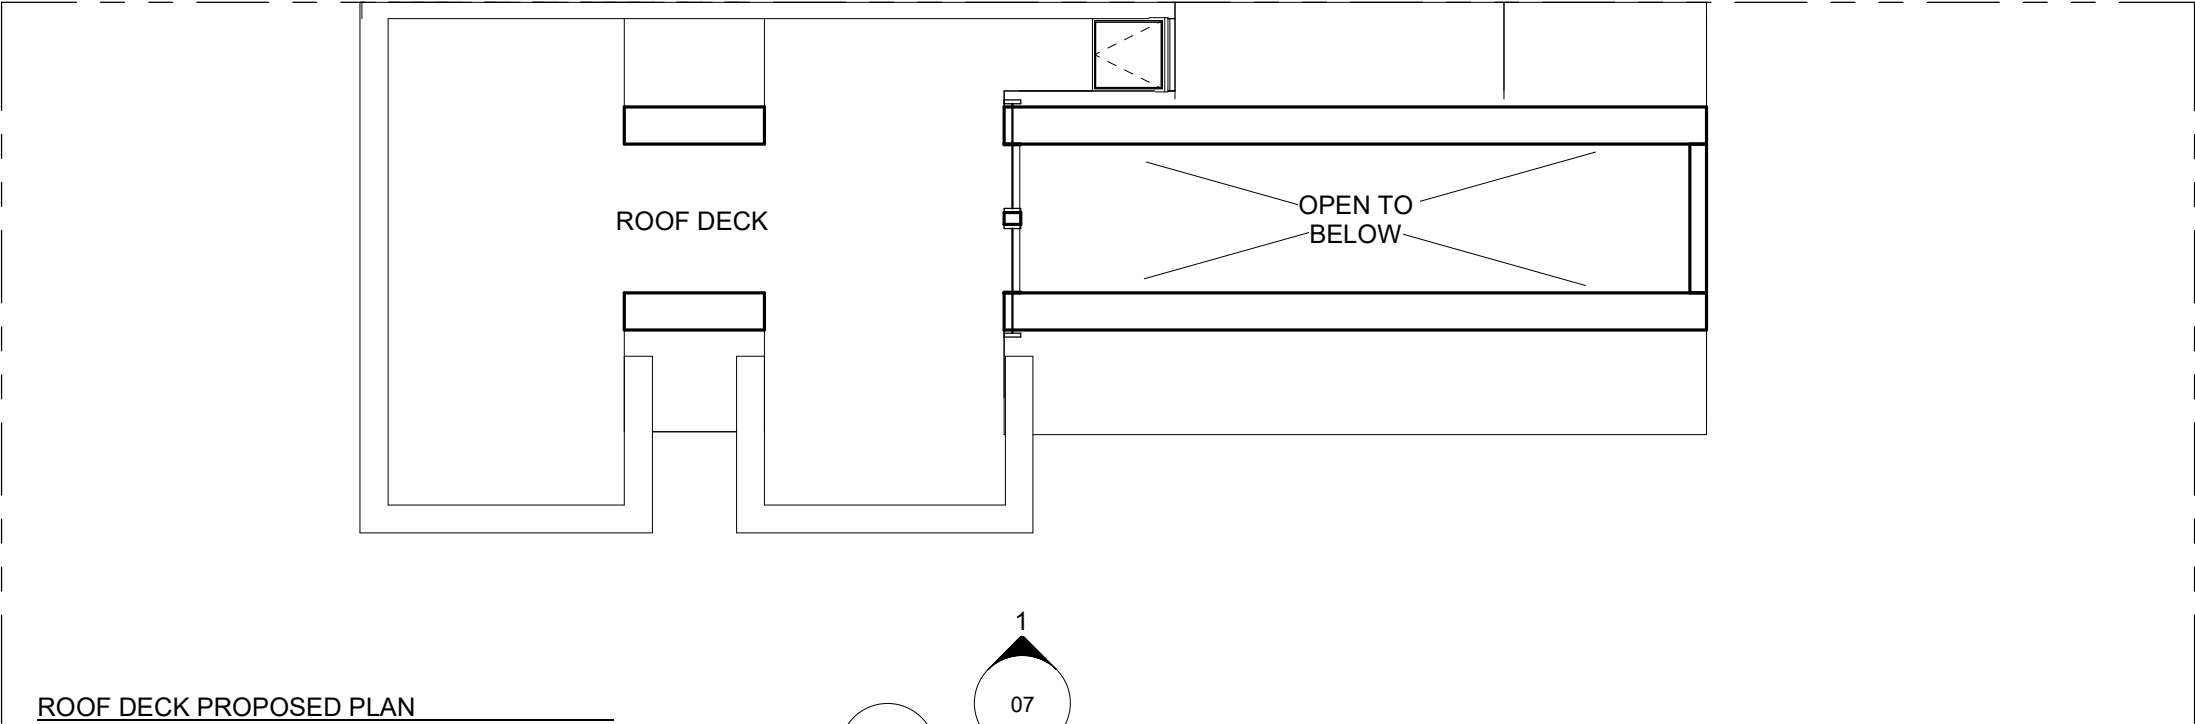 ROOF DECK
OPEN TO
BELOW
1
07
ROOF DECK PROPOSED PLAN